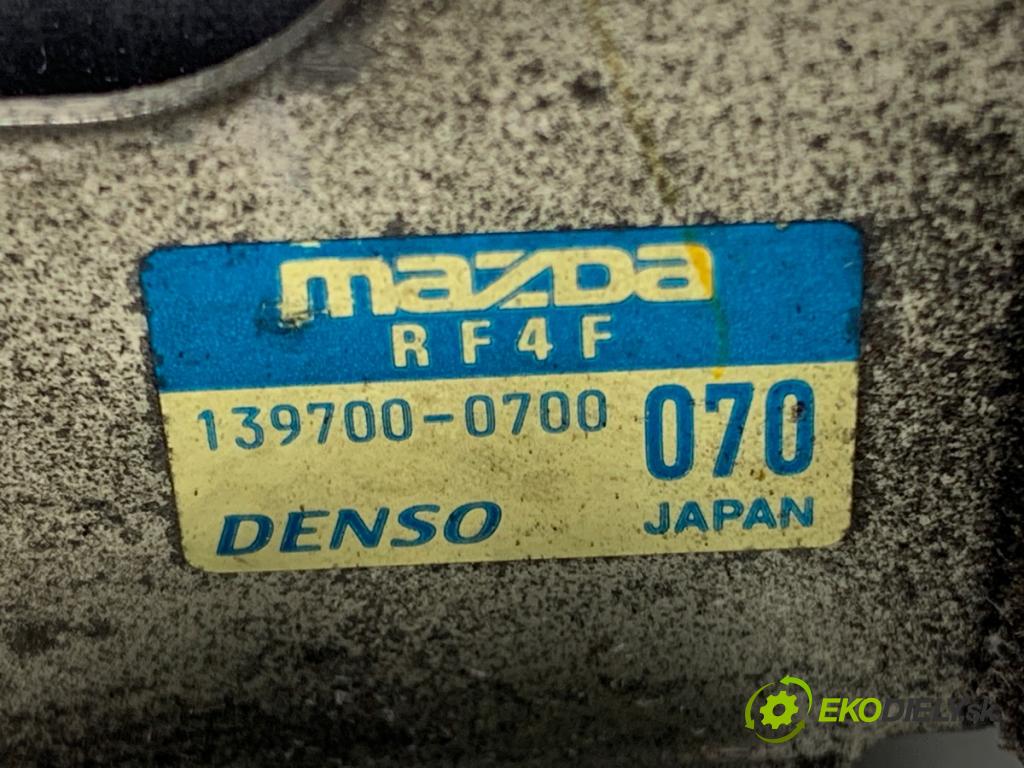 mazda
RF4F
139700-0700 070
DENSO JAPAN
EKODIELY.sk